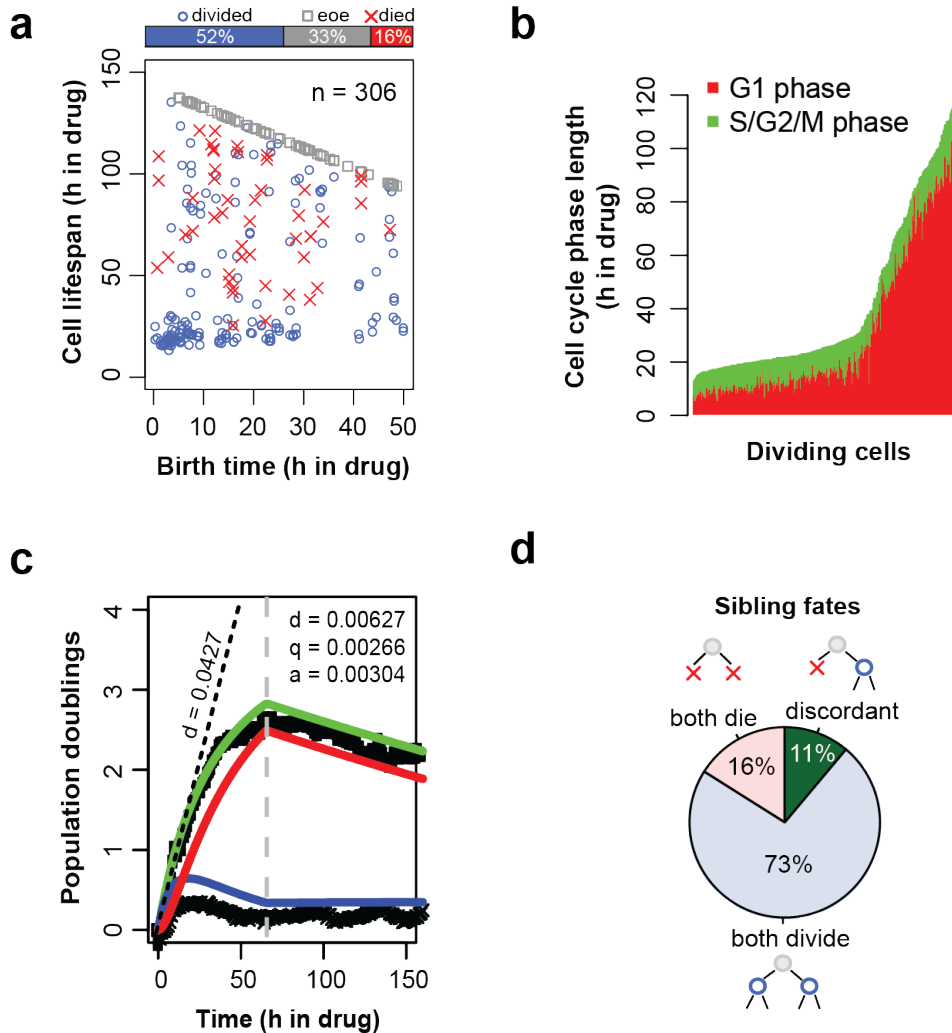 a
divided eoe died
52% 33% 16%
n = 306
Cell lifespan (h in drug)
0 50 100 150
0 10 20 30 40 50
Birth time (h in drug)
b
G1 phase
S/G2/M phase
Cell cycle phase length
(h in drug)
0 20 40 60 80 100 120
Dividing cells
c
d = 0.00627
q = 0.00266
a = 0.00304
d = 0.0427
Population doublings
0 1 2 3 4
0 50 100 150
Time (h in drug)
d
Sibling fates
both die discordant
16% 11%
73%
both divide